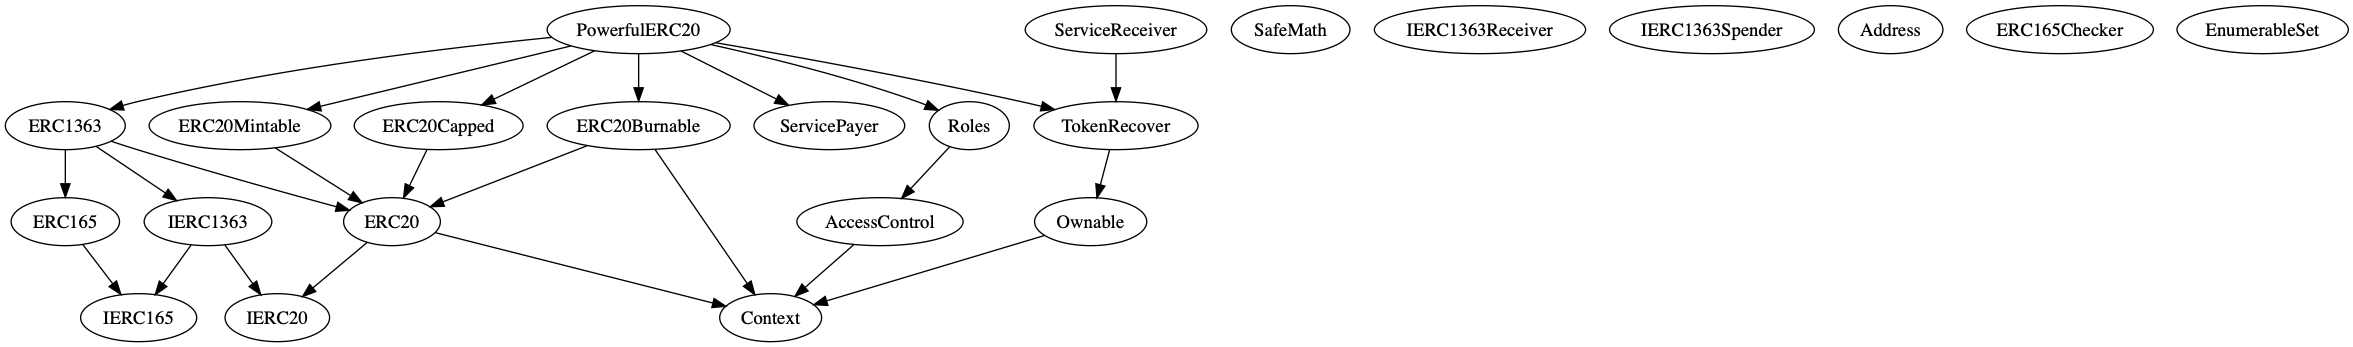 PowerfulERC20
ServiceReceiver
SafeMath
IERC1363Receiver
IERC1363Spender
Address
ERC165Checker
EnumerableSet
ERC1363
ERC20Mintable
ERC20Capped
ERC20Burnable
ServicePayer
Roles
TokenRecover
ERC165
IERC1363
ERC20
AccessControl
Ownable
IERC165
IERC20
Context